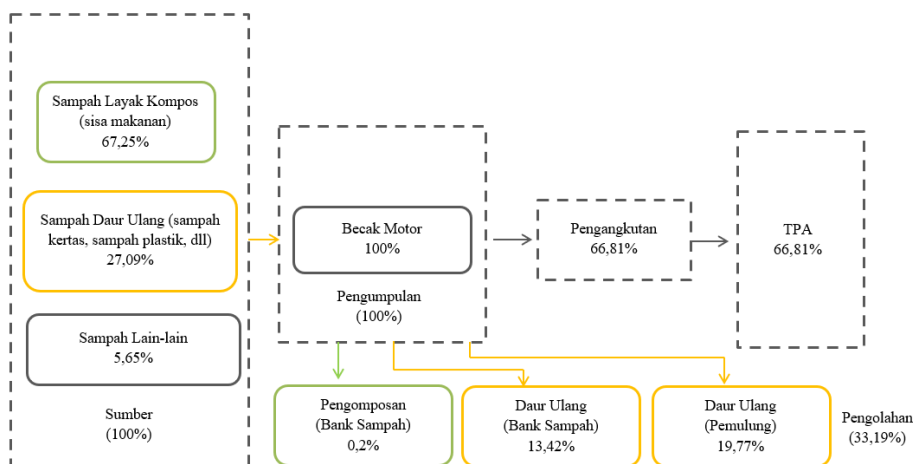 Sampah Layak Kompos
(sisa makanan)
67,25%
Sampah Daur Ulang (sampah
kertas, sampah plastik, dll)
27,09%
Sampah Lain-lain
5,65%
Sumber
(100%)
Becak Motor
100%
Pengumpulan
(100%)
Pengangkutan
66,81%
TPA
66,81%
Pengomposan
(Bank Sampah)
0,2%
Daur Ulang
(Bank Sampah)
13,42%
Daur Ulang
(Pemulung)
19,77%
Pengolahan
(33,19%)